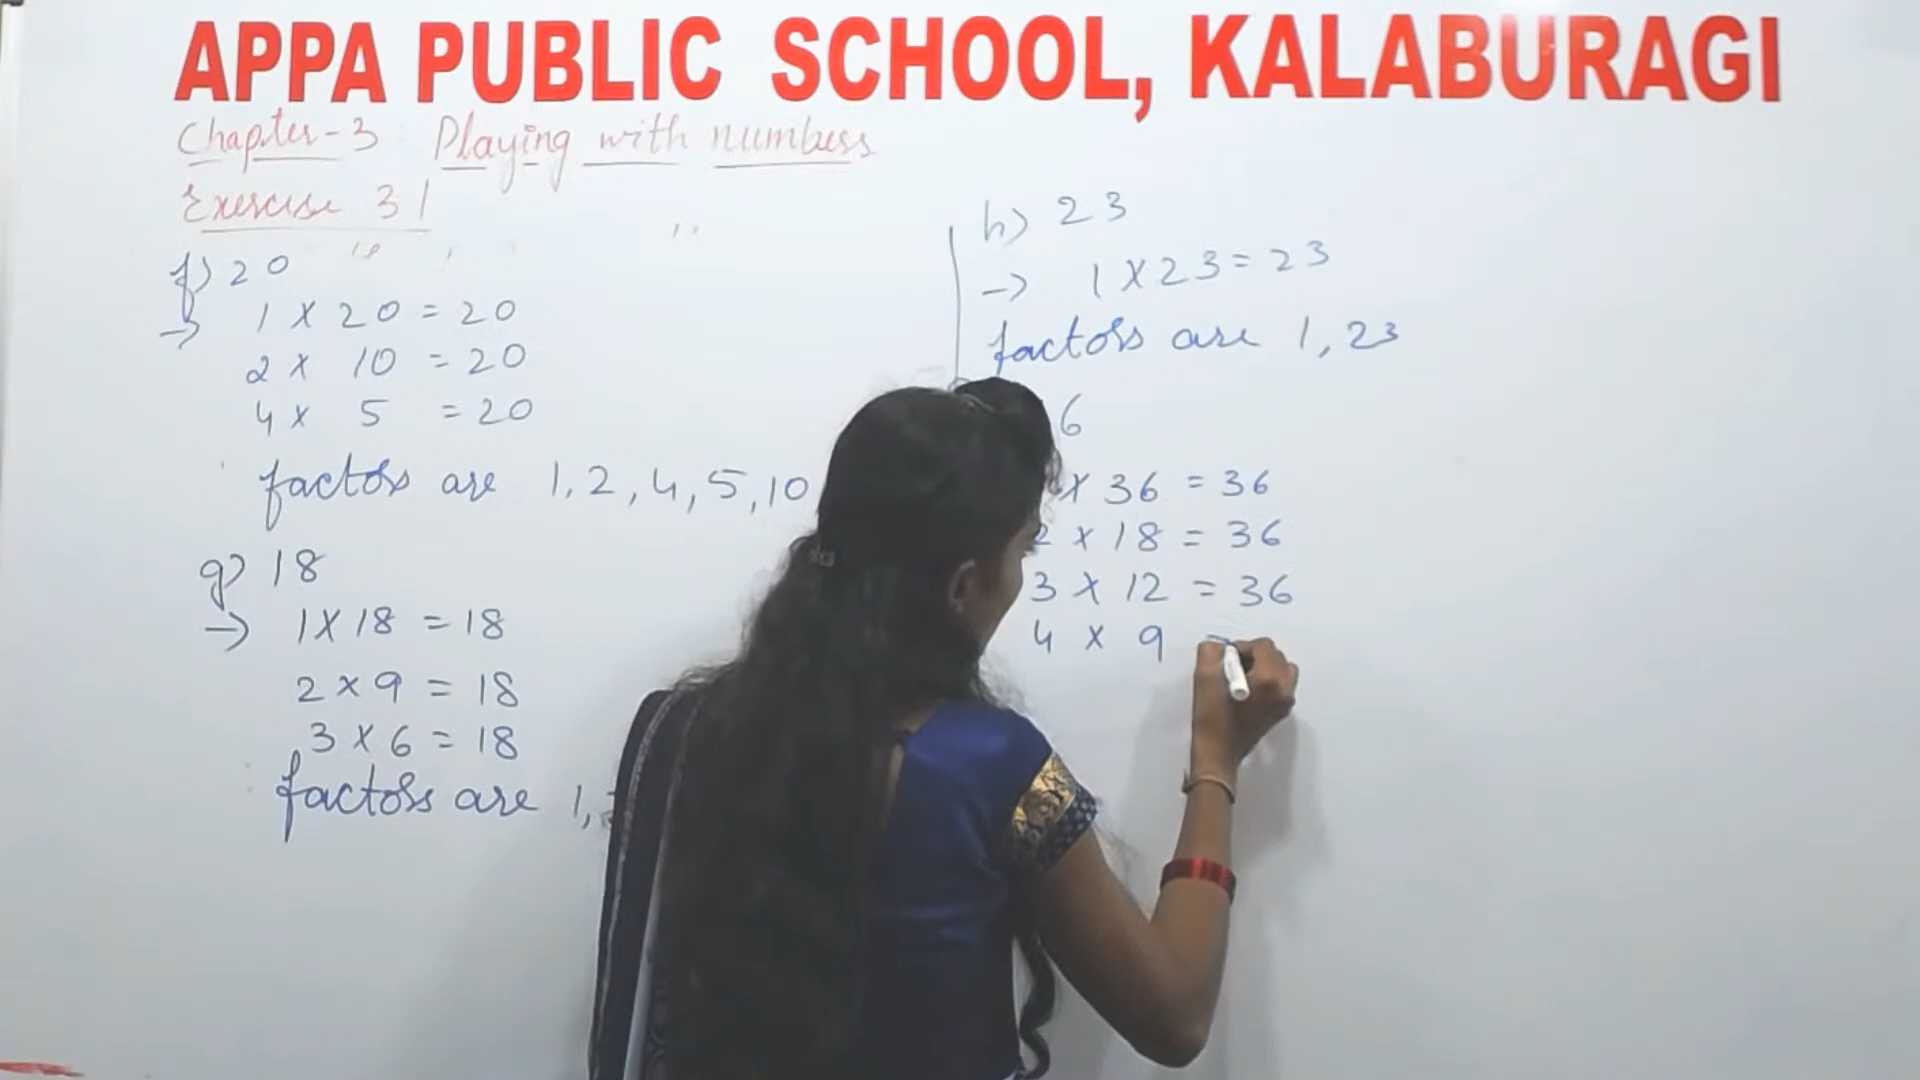 APPA PUBLIC SCHOOL, KALABURAGI
Chapter-3 Playing with numbers
Exercise 3 1
f) 20
→ 1 × 20 = 20
2 × 10 = 20
4 × 5 = 20
factors are 1, 2, 4, 5, 10
g) 18
→ 1 × 18 = 18
2 × 9 = 18
3 × 6 = 18
factors are 1,
h) 23
→ 1 × 23 = 23
factors are 1, 23
6
× 36 = 36
2 × 18 = 36
3 × 12 = 36
4 × 9 =